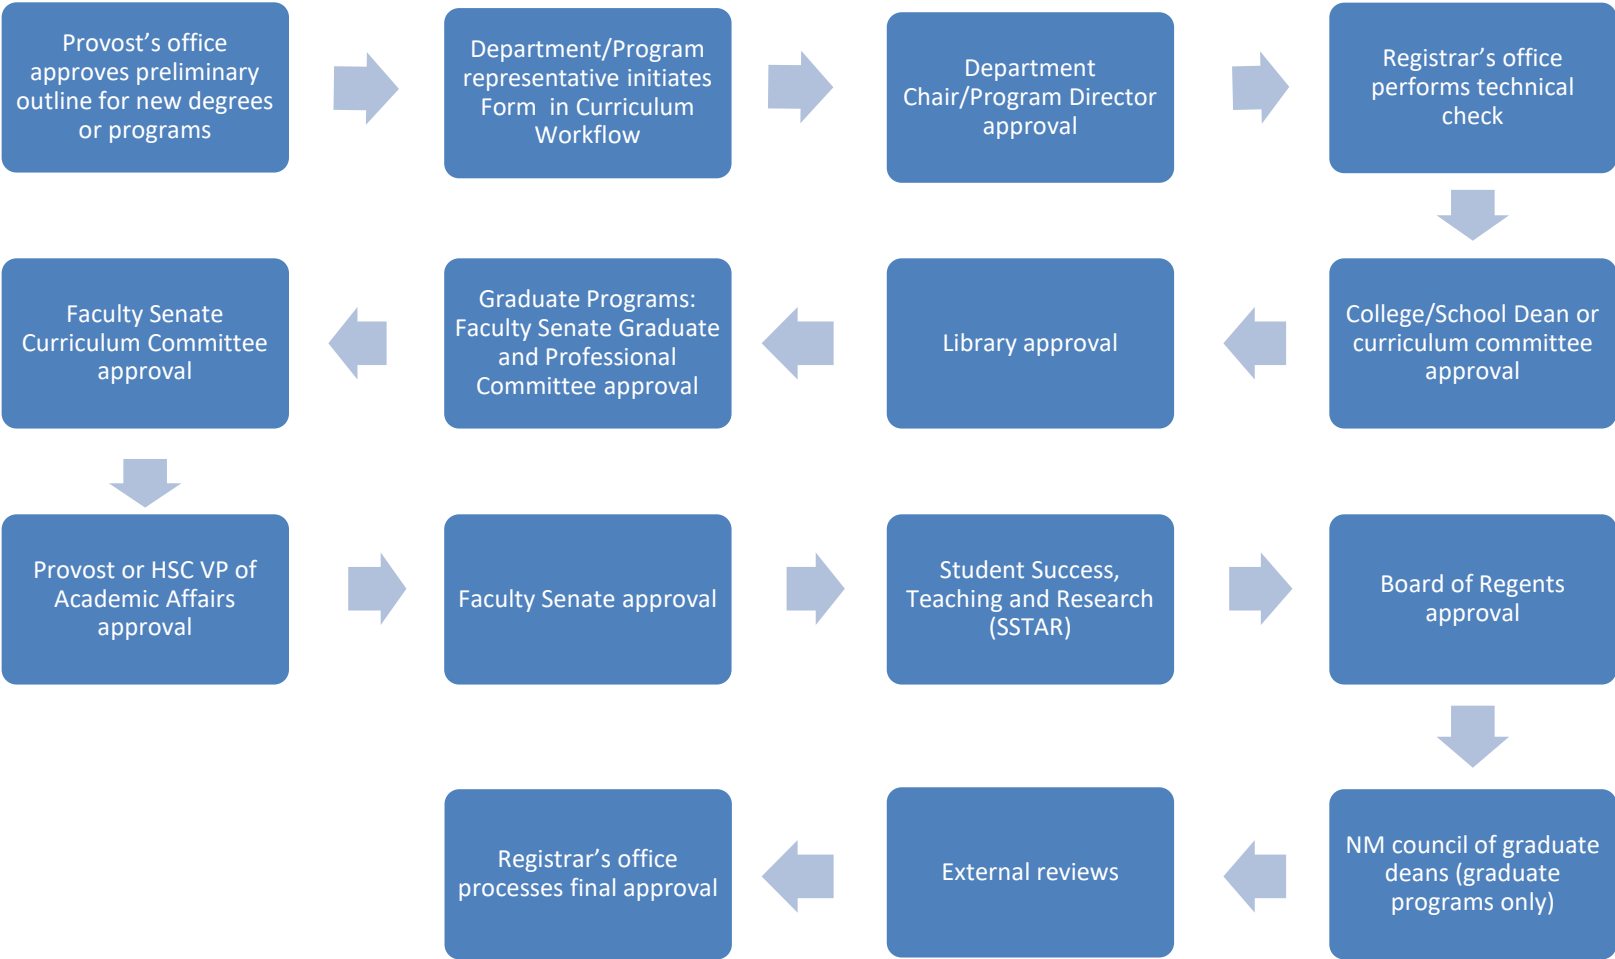 Provost’s office
approves preliminary
outline for new degrees
or programs
Department/Program
representative initiates
Form  in Curriculum
Workflow
Department
Chair/Program Director
approval
Registrar’s office
performs technical
check
College/School Dean or
curriculum committee
approval
Library approval
Graduate Programs:
Faculty Senate Graduate
and Professional
Committee approval
Faculty Senate
Curriculum Committee
approval
Provost or HSC VP of
Academic Affairs
approval
Faculty Senate approval
Student Success,
Teaching and Research
(SSTAR)
Board of Regents
approval
NM council of graduate
deans (graduate
programs only)
External reviews
Registrar’s office
processes final approval